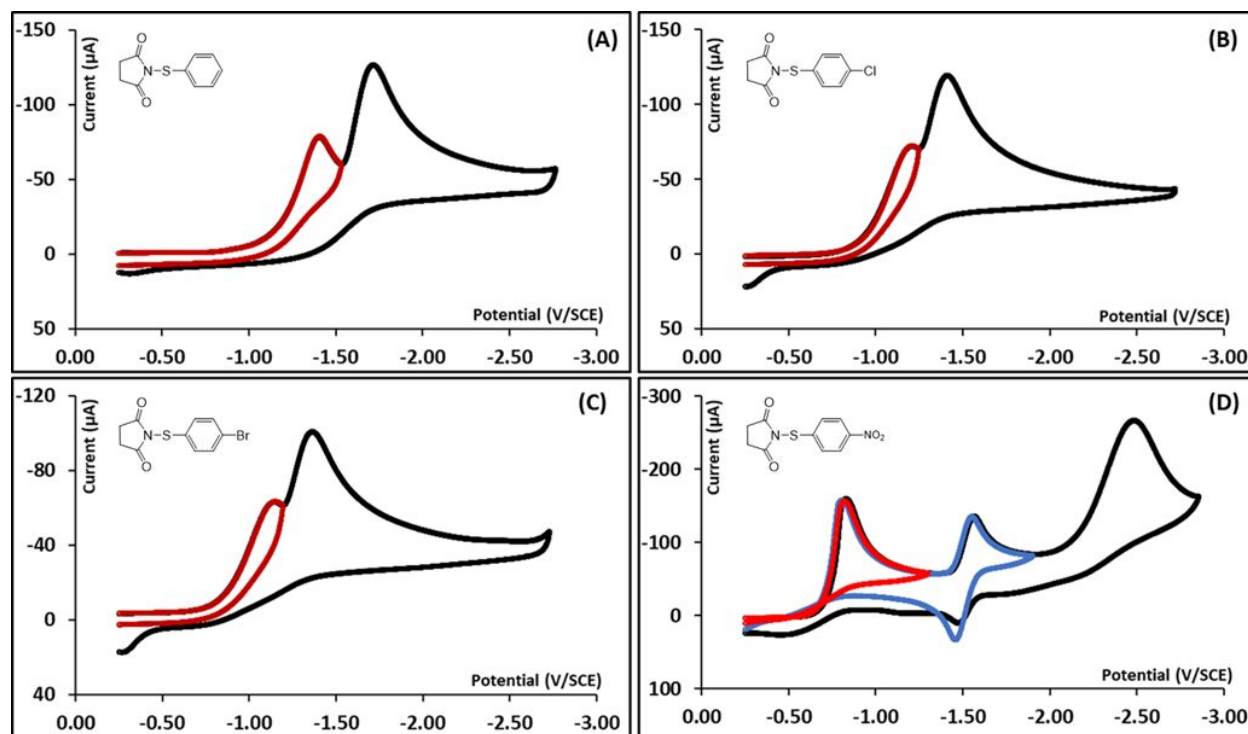 (A)
Current (µA)
-150
-100
-50
0
50
O
N
S
O
Potential (V/SCE)
0.00 -0.50 -1.00 -1.50 -2.00 -2.50 -3.00
(B)
Current (µA)
-150
-100
-50
0
50
O
N
S
Cl
O
Potential (V/SCE)
0.00 -0.50 -1.00 -1.50 -2.00 -2.50 -3.00
(C)
Current (µA)
-120
-80
-40
0
40
O
N
S
Br
O
Potential (V/SCE)
0.00 -0.50 -1.00 -1.50 -2.00 -2.50 -3.00
(D)
Current (µA)
-300
-200
-100
0
100
O
N
S
NO2
O
Potential (V/SCE)
0.00 -0.50 -1.00 -1.50 -2.00 -2.50 -3.00